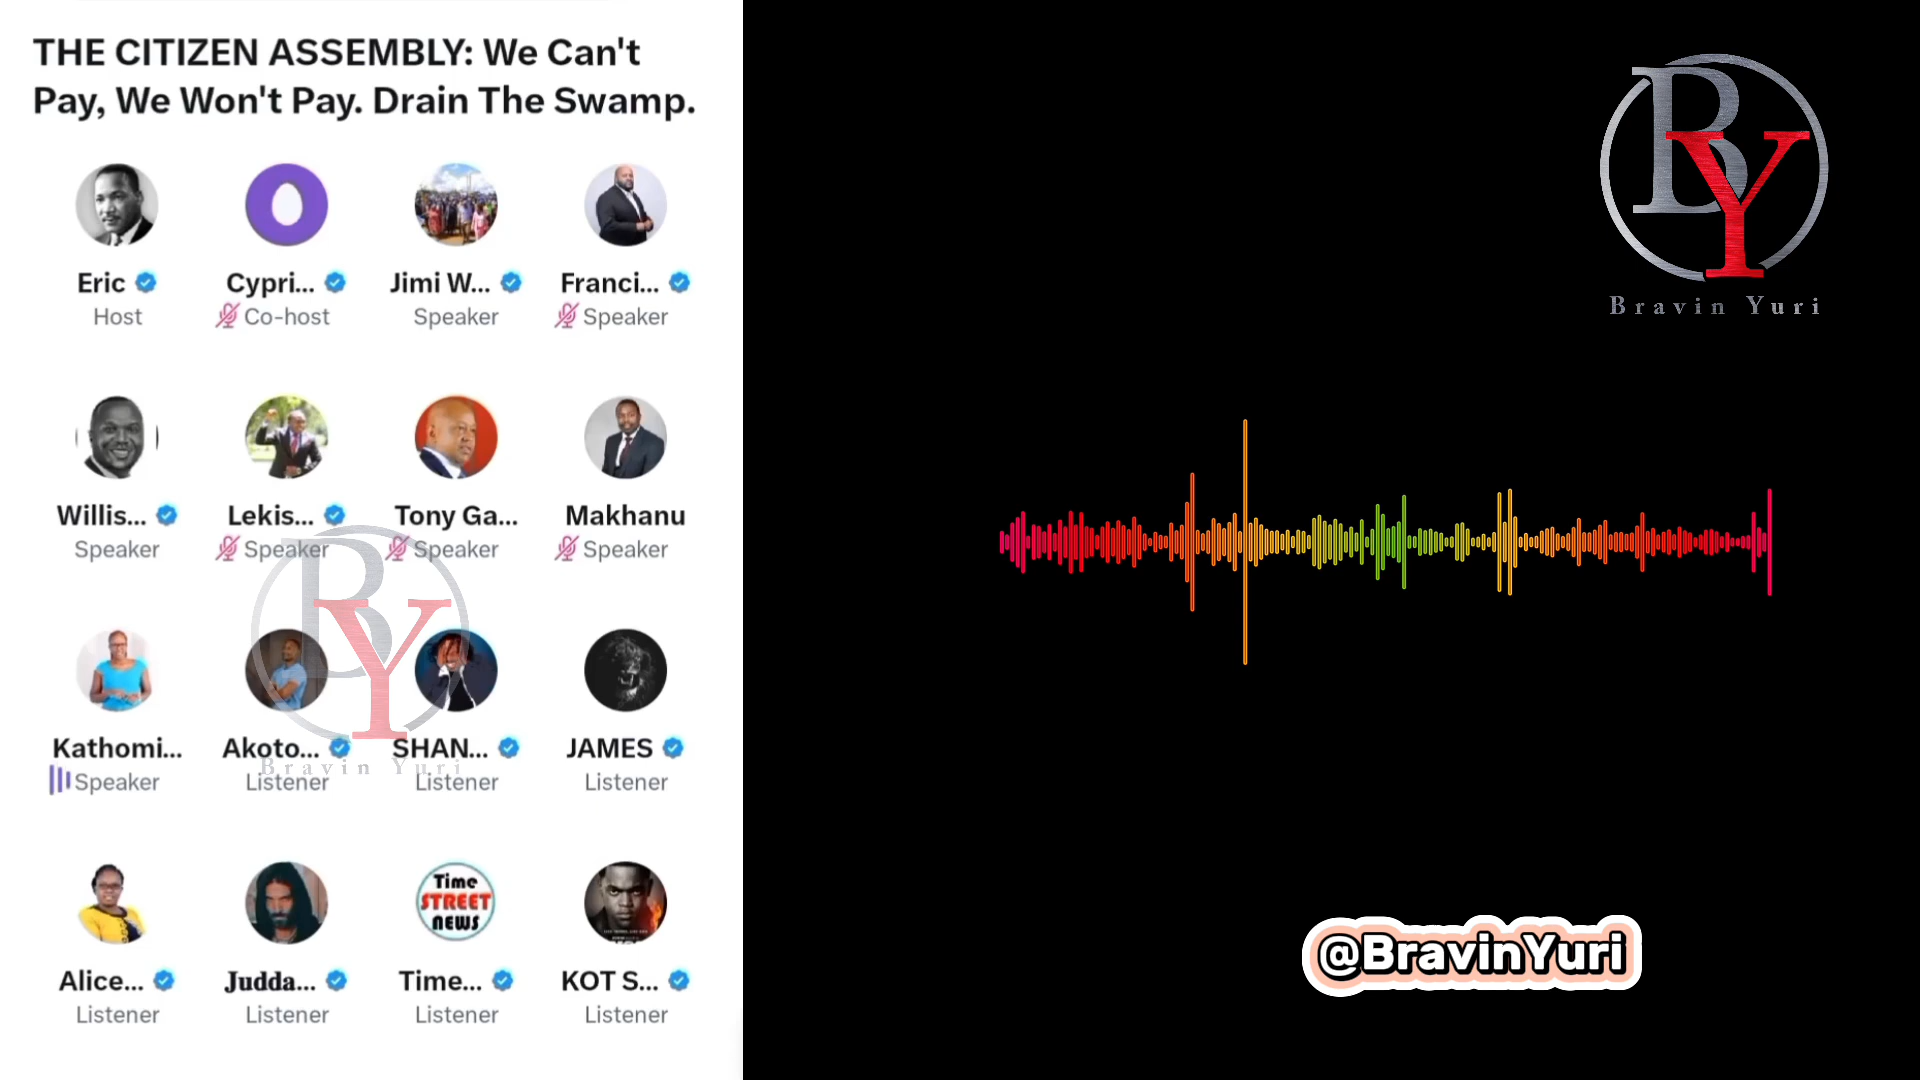 THE CITIZEN ASSEMBLY: We Can't
Pay, We Won't Pay. Drain The Swamp.
Eric
Host
Cypri...
Co-host
Jimi W...
Speaker
Franci...
Speaker
Willis...
Speaker
Lekis...
Speaker
Tony Ga...
Speaker
Makhanu
Speaker
Kathomi...
Speaker
Akoto...
Listener
SHAN...
Listener
JAMES
Listener
Alice...
Listener
Judda...
Listener
Time
STREET
NEWS
Time...
Listener
KOT S...
Listener
BY
Bravin Yuri
BY
Bravin Yuri
@BravinYuri